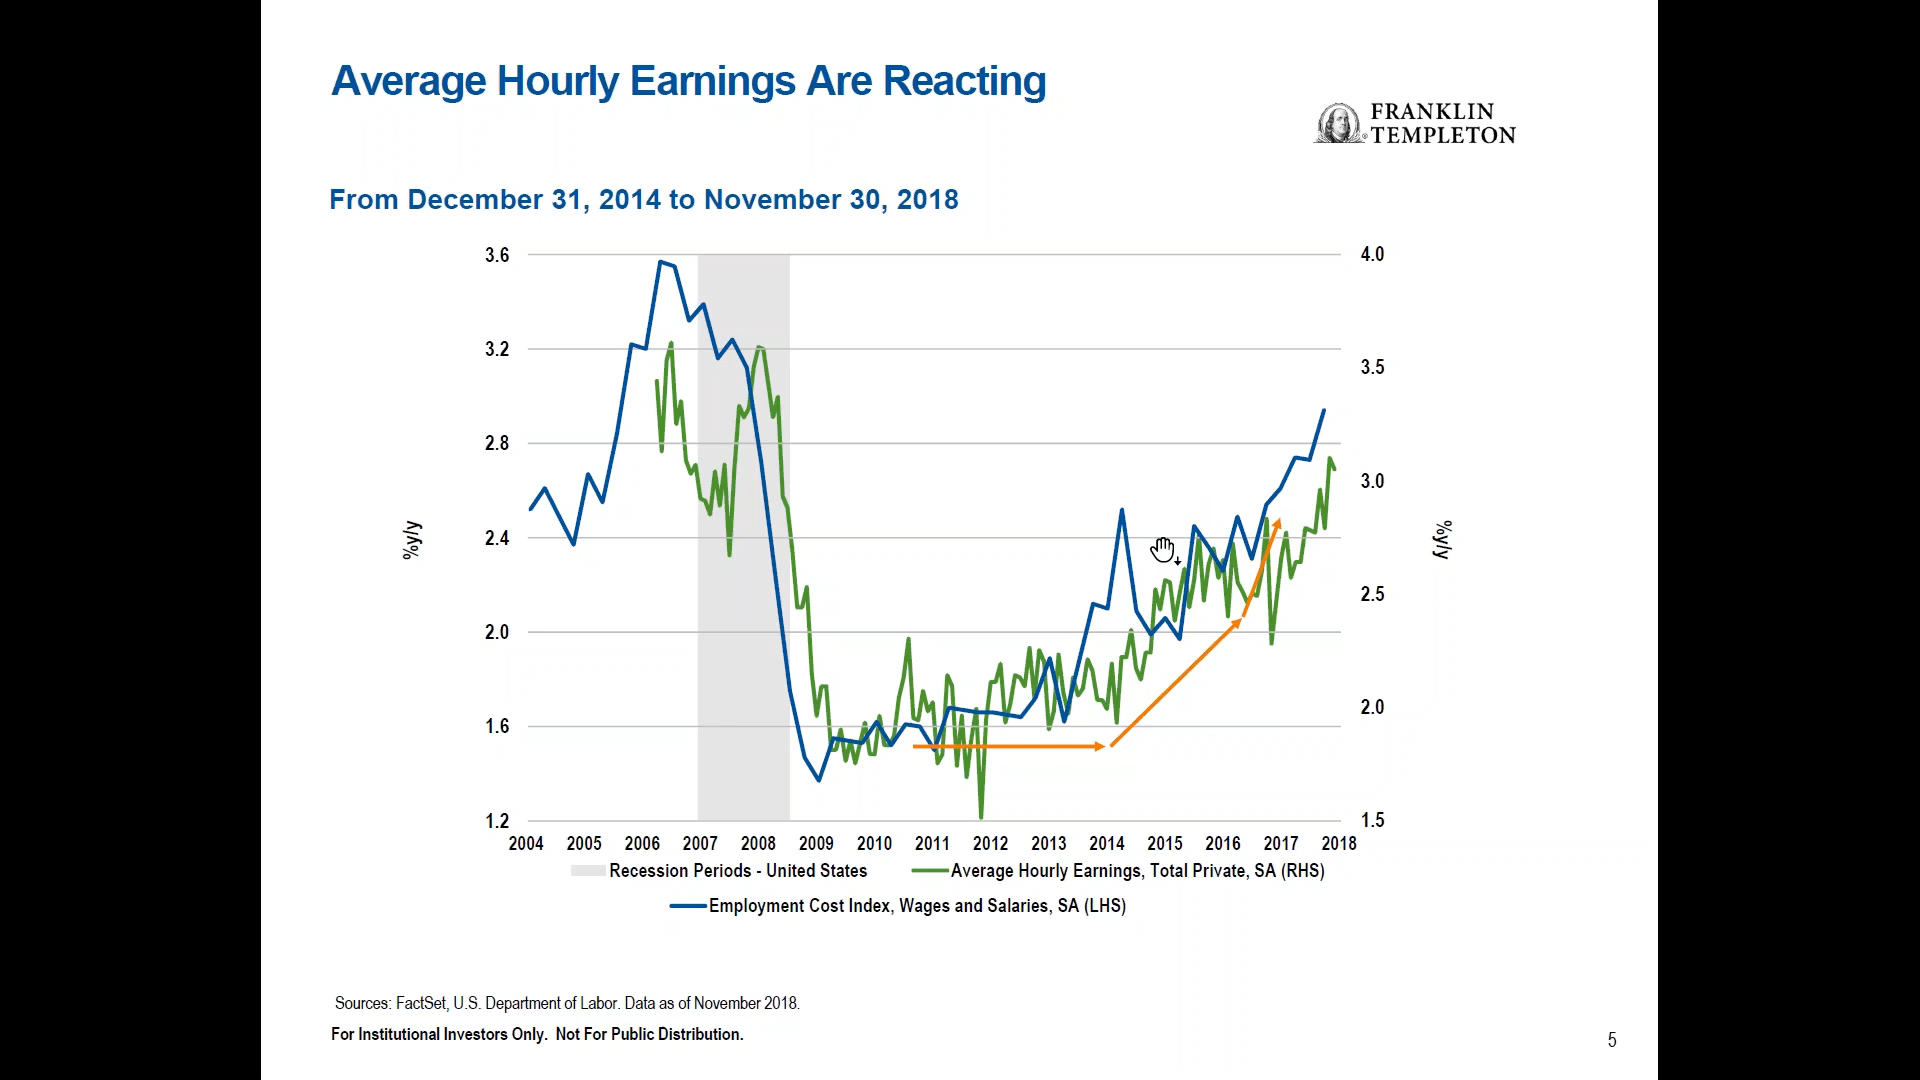 Average Hourly Earnings Are Reacting
FRANKLIN
TEMPLETON
From December 31, 2014 to November 30, 2018
3.6
3.2
2.8
2.4
2.0
1.6
1.2
%y/y
4.0
3.5
3.0
2.5
2.0
1.5
%y/y
2004 2005 2006 2007 2008 2009 2010 2011 2012 2013 2014 2015 2016 2017 2018
Recession Periods - United States
Average Hourly Earnings, Total Private, SA (RHS)
Employment Cost Index, Wages and Salaries, SA (LHS)
Sources: FactSet, U.S. Department of Labor. Data as of November 2018.
For Institutional Investors Only. Not For Public Distribution.
5